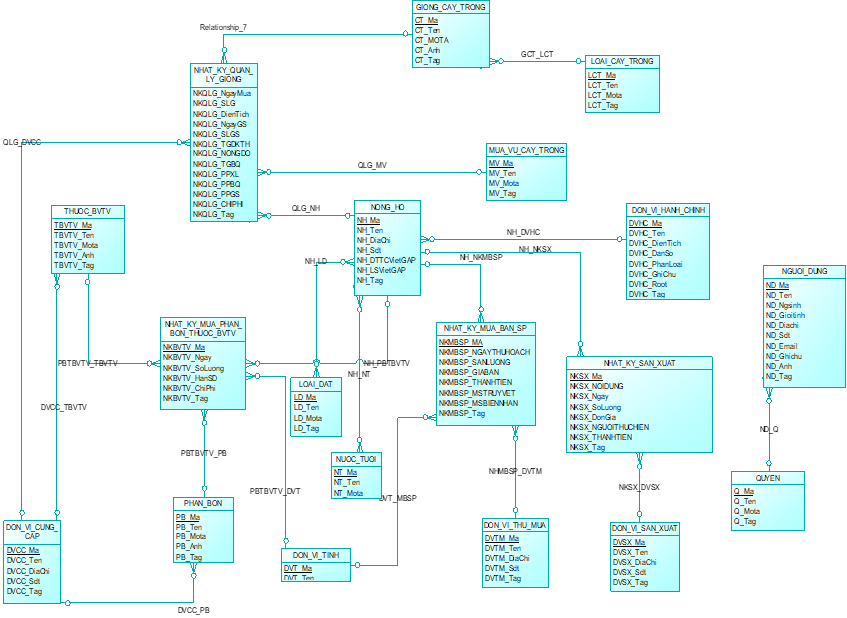 GIONG_CAY_TRONG
CT_Ma
CT_Ten
CT_MOTA
CT_Anh
CT_Tag
Relationship_7
GCT_LCT
LOAI_CAY_TRONG
LCT_Ma
LCT_Ten
LCT_Mota
LCT_Tag
NHAT_KY_QUAN_
LY_GIONG
NKQLG_NgayMua
NKQLG_SLG
NKQLG_DienTich
NKQLG_NgayGS
NKQLG_SLGS
NKQLG_TGDKTH
NKQLG_NONGDO
NKQLG_TGBQ
NKQLG_PPXL
NKQLG_PPBQ
NKQLG_PPGS
NKQLG_CHIPHI
NKQLG_Tag
QLG_DVCC
QLG_MV
MUA_VU_CAY_TRONG
MV_Ma
MV_Ten
MV_Mota
MV_Tag
QLG_NH
NONG_HO
NH_Ma
NH_Ten
NH_DiaChi
NH_Sdt
NH_DTTCVietGAP
NH_LSVietGAP
NH_Tag
THUOC_BVTV
TBVTV_Ma
TBVTV_Ten
TBVTV_Mota
TBVTV_Anh
TBVTV_Tag
DON_VI_HANH_CHINH
DVHC_Ma
DVHC_Ten
DVHC_DienTich
DVHC_DanSo
DVHC_PhanLoai
DVHC_GhiChu
DVHC_Root
DVHC_Tag
NH_DVHC
NH_NKSX
NH_NKMBSP
NH_LD
NGUOI_DUNG
ND_Ma
ND_Ten
ND_Ngsinh
ND_Gioitinh
ND_Diachi
ND_Sdt
ND_Email
ND_Ghichu
ND_Anh
ND_Tag
NHAT_KY_MUA_PHAN_
BON_THUOC_BVTV
NKBVTV_Ma
NKBVTV_Ngay
NKBVTV_SoLuong
NKBVTV_HanSD
NKBVTV_ChiPhi
NKBVTV_Tag
PBTBVTV_TBVTV
NH_PBTBVTV
NH_NT
NHAT_KY_MUA_BAN_SP
NKMBSP_MA
NKMBSP_NGAYTHUHOACH
NKMBSP_SANLUONG
NKMBSP_GIABAN
NKMBSP_THANHTIEN
NKMBSP_MSTRUYVET
NKMBSP_MSBIENNHAN
NKMBSP_Tag
NHAT_KY_SAN_XUAT
NKSX_Ma
NKSX_NOIDUNG
NKSX_Ngay
NKSX_SoLuong
NKSX_DonGia
NKSX_NGUOITHUCHIEN
NKSX_THANHTIEN
NKSX_Tag
LOAI_DAT
LD_Ma
LD_Ten
LD_Mota
LD_Tag
DVCC_TBVTV
ND_Q
PBTBVTV_PB
NUOC_TUOI
NT_Ma
NT_Ten
NT_Mota
NHMBSP_DVTM
NKSX_DVSX
QUYEN
Q_Ma
Q_Ten
Q_Mota
Q_Tag
PBTBVTV_DVT
DVT_MBSP
PHAN_BON
PB_Ma
PB_Ten
PB_Mota
PB_Anh
PB_Tag
DON_VI_CUNG_
CAP
DVCC_Ma
DVCC_Ten
DVCC_DiaChi
DVCC_Sdt
DVCC_Tag
DON_VI_TINH
DVT_Ma
DVT_Ten
DON_VI_THU_MUA
DVTM_Ma
DVTM_Ten
DVTM_DiaChi
DVTM_Sdt
DVTM_Tag
DON_VI_SAN_XUAT
DVSX_Ma
DVSX_Ten
DVSX_DiaChi
DVSX_Sdt
DVSX_Tag
DVCC_PB